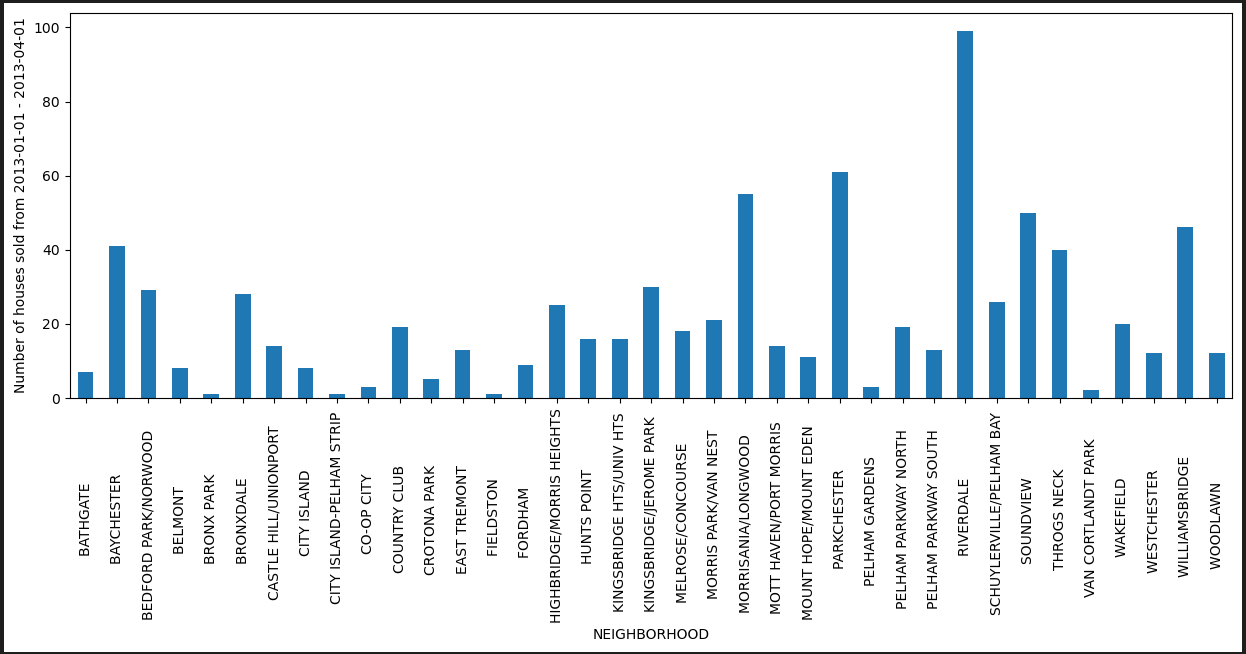 Number of houses sold from 2013-01-01 - 2013-04-01
100
80
60
40
20
0
BATHGATE
BAYCHESTER
BEDFORD PARK/NORWOOD
BELMONT
BRONX PARK
BRONXDALE
CASTLE HILL/UNIONPORT
CITY ISLAND
CITY ISLAND-PELHAM STRIP
CO-OP CITY
COUNTRY CLUB
CROTONA PARK
EAST TREMONT
FIELDSTON
FORDHAM
HIGHBRIDGE/MORRIS HEIGHTS
HUNTS POINT
KINGSBRIDGE HTS/UNIV HTS
KINGSBRIDGE/JEROME PARK
MELROSE/CONCOURSE
MORRIS PARK/VAN NEST
MORRISANIA/LONGWOOD
MOTT HAVEN/PORT MORRIS
MOUNT HOPE/MOUNT EDEN
PARKCHESTER
PELHAM GARDENS
PELHAM PARKWAY NORTH
PELHAM PARKWAY SOUTH
RIVERDALE
SCHUYLERVILLE/PELHAM BAY
SOUNDVIEW
THROGS NECK
VAN CORTLANDT PARK
WAKEFIELD
WESTCHESTER
WILLIAMSBRIDGE
WOODLAWN
NEIGHBORHOOD